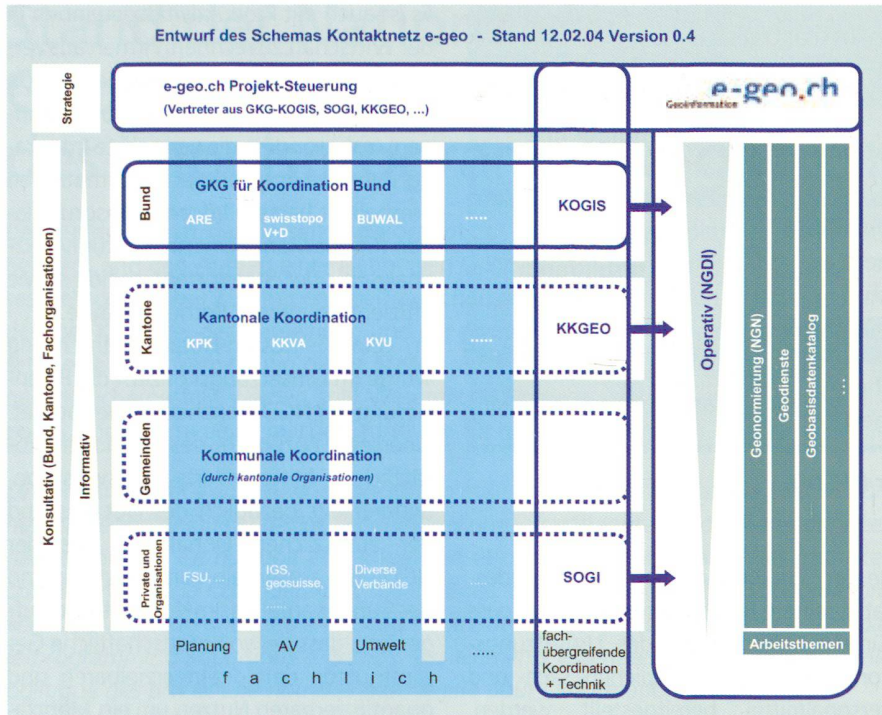 Entwurf des Schemas Kontaktnetz e-geo - Stand 12.02.04 Version 0.4
Strategie
e-geo.ch Projekt-Steuerung
(Vertreter aus GKG-KOGIS, SOGI, KKGEO, ...)
e-geo.ch
Geoinformation
Konsultativ (Bund, Kantone, Fachorganisationen)
Informativ
Bund
GKG für Koordination Bund
ARE
swisstopo
V+D
BUWAL
.....
KOGIS
Kantone
Kantonale Koordination
KPK
KKVA
KVU
.....
KKGEO
Gemeinden
Kommunale Koordination
(durch kantonale Organisationen)
Private und
Organisationen
FSU, ...
IGS,
geosuisse,
......
Diverse
Verbände
.....
SOGI
Planung
AV
Umwelt
.....
fach-
übergreifende
Koordination
+ Technik
f a c h l i c h
Operativ (NGDI)
Geonormierung (NGN)
Geodienste
Geobasisdatenkatalog
...
Arbeitsthemen